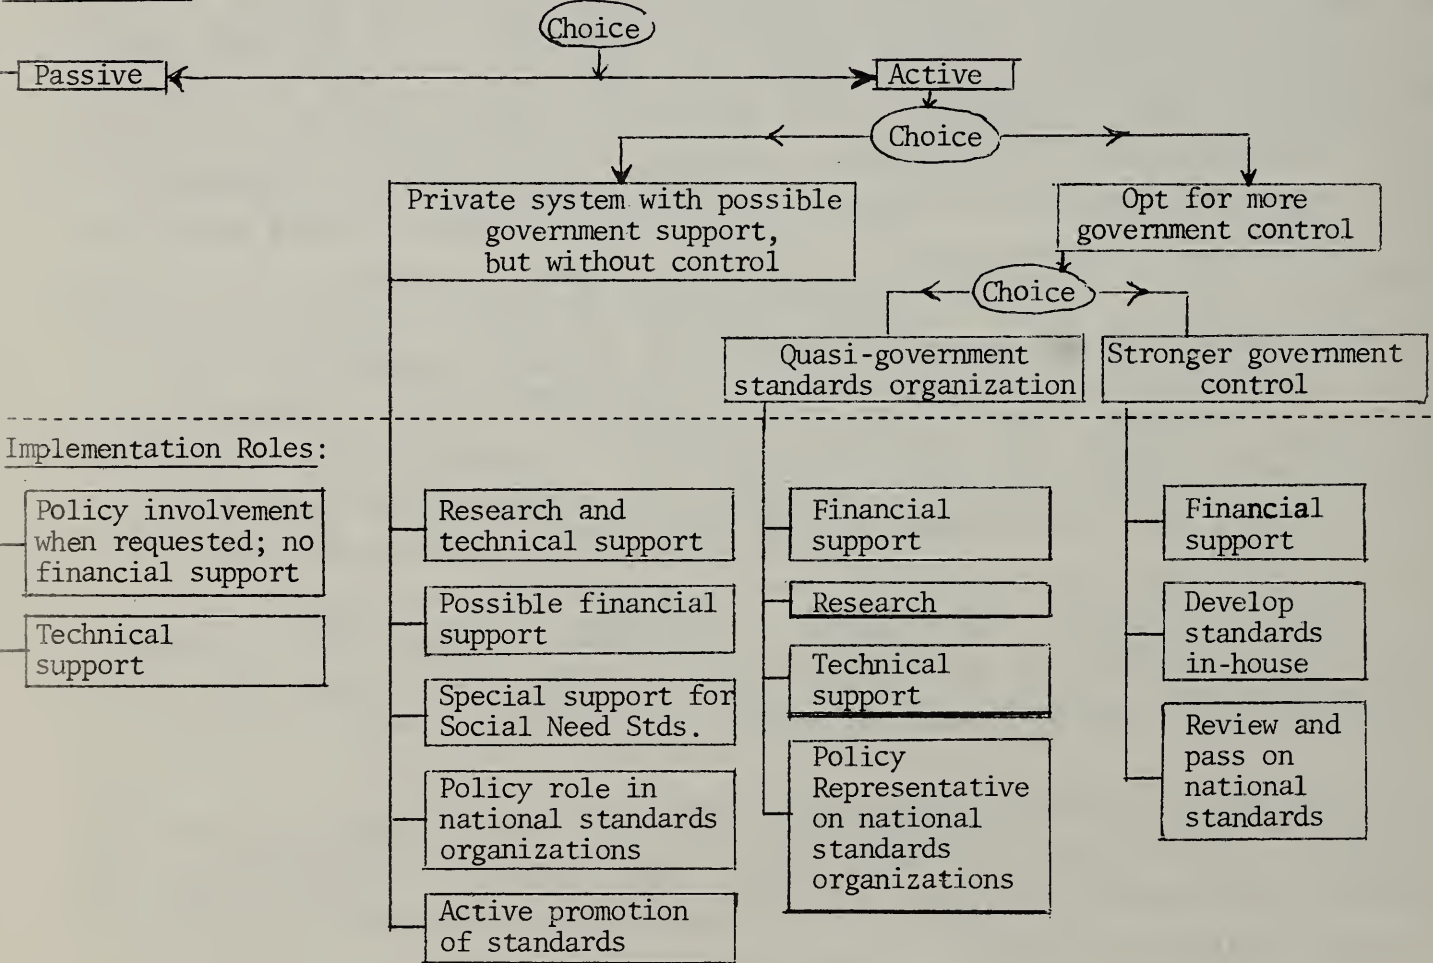 Choice
Passive
Active
Choice
Private system with possible
government support,
but without control
Opt for more
government control
Choice
Quasi-government
standards organization
Stronger government
control
Implementation Roles:
Policy involvement
when requested; no
financial support
Technical
support
Research and
technical support
Possible financial
support
Special support for
Social Need Stds.
Policy role in
national standards
organizations
Active promotion
of standards
Financial
support
Research
Technical
support
Policy
Representative
on national
standards
organizations
Financial
support
Develop
standards
in-house
Review and
pass on
national
standards